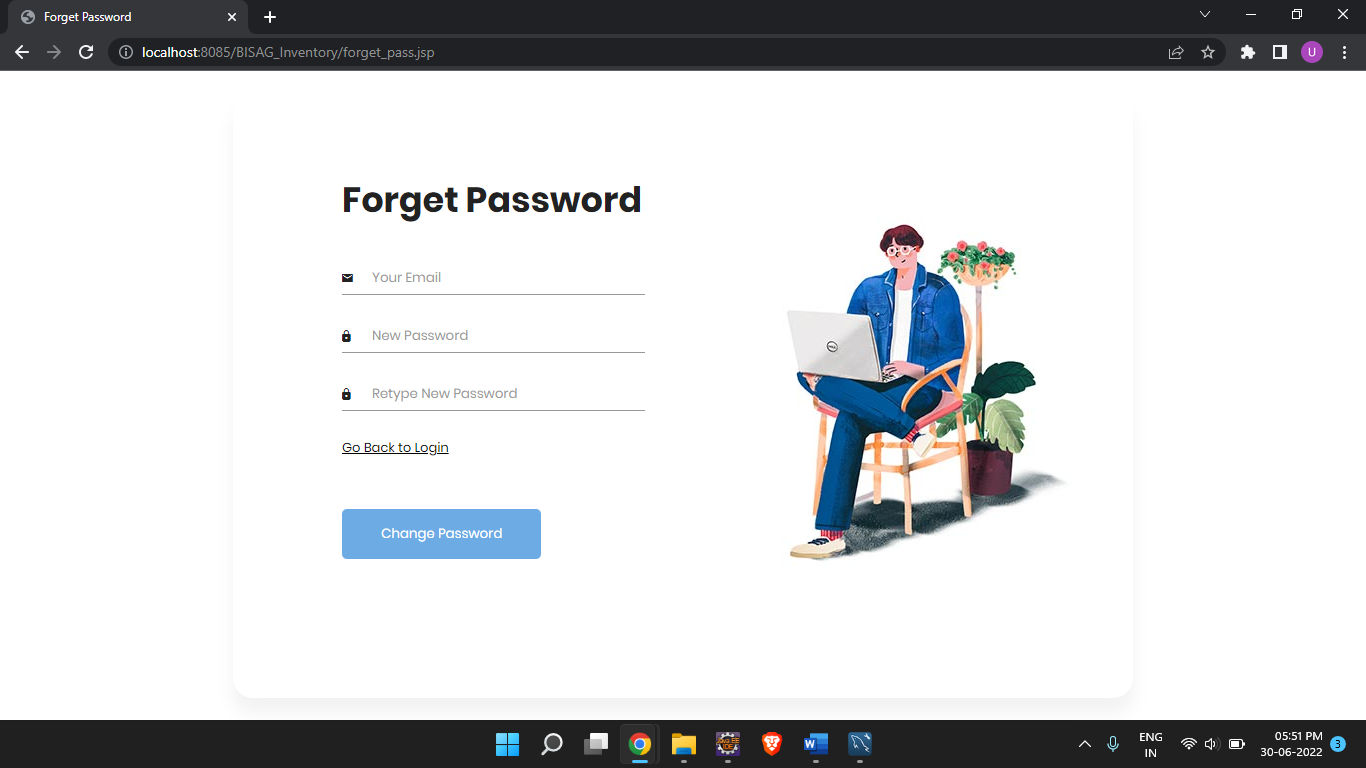 Forget Password
localhost:8085/BISAG_Inventory/forget_pass.jsp
U
Forget Password
Your Email
New Password
Retype New Password
Go Back to Login
Change Password
DELL
ENG
IN
05:51 PM
30-06-2022
3